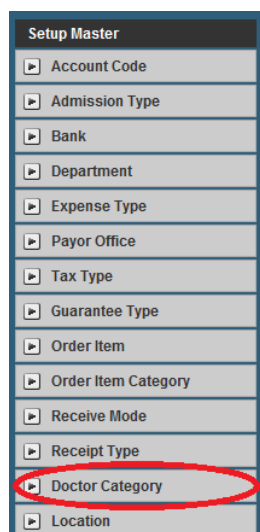 Setup Master
Account Code
Admission Type
Bank
Department
Expense Type
Payor Office
Tax Type
Guarantee Type
Order Item
Order Item Category
Receive Mode
Receipt Type
Doctor Category
Location